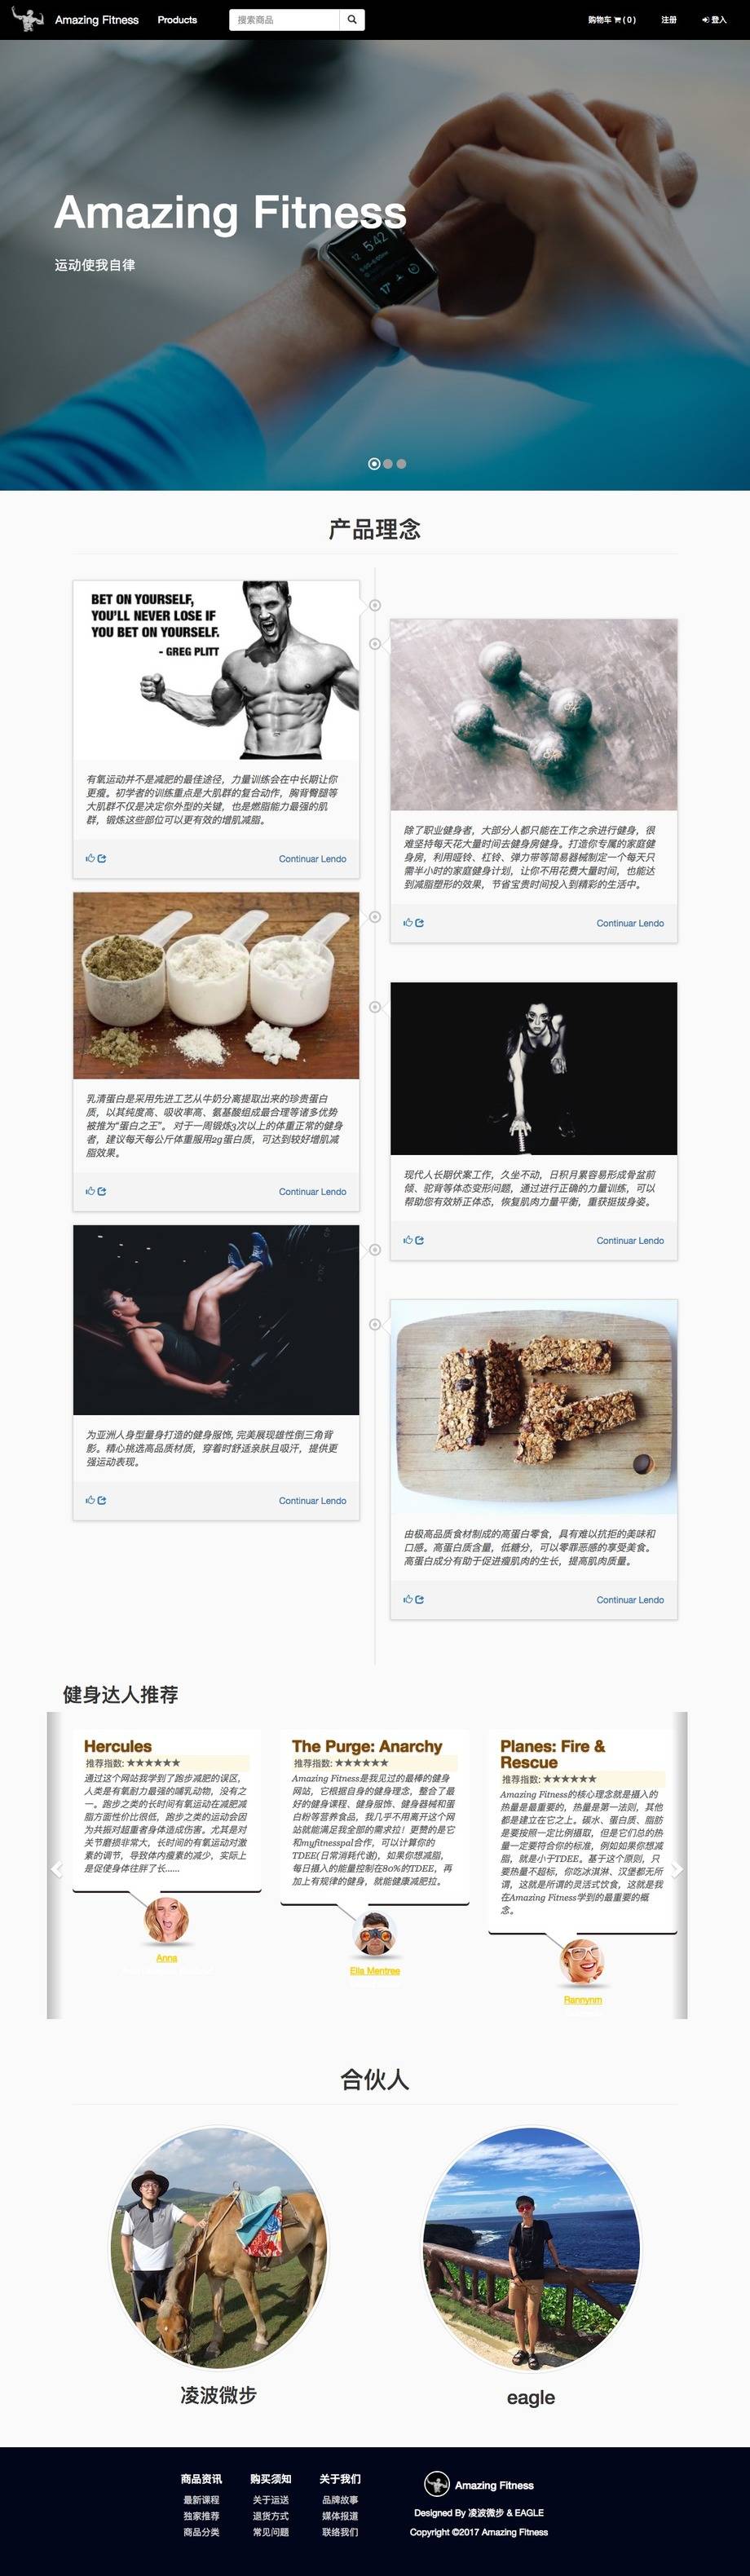 Amazing Fitness
Products
搜索商品
购物车 ( 0 )
注册
登入
Amazing Fitness
运动使我自律
5:42
产品理念
BET ON YOURSELF,
YOU'LL NEVER LOSE IF
YOU BET ON YOURSELF.
- GREG PLITT
有氧运动并不是减肥的最佳途径，力量训练会在中长期让你
更瘦。初学者的训练重点是大肌群的复合动作，胸背臀腿等
大肌群不仅是决定你外型的关键，也是燃脂能力最强的肌
群，锻炼这些部位可以更有效的增肌减脂。
Continuar Lendo
除了职业健身者，大部分人都只能在工作之余进行健身，很
难坚持每天花大量时间去健身房健身。打造你专属的家庭健
身房，利用哑铃、杠铃、弹力带等简易器械制定一个每天只
需半小时的家庭健身计划，让你不用花费大量时间，也能达
到减脂塑形的效果，节省宝贵时间投入到精彩的生活中。
Continuar Lendo
乳清蛋白是采用先进工艺从牛奶分离提取出来的珍贵蛋白
质，以其纯度高、吸收率高、氨基酸组成最合理等诸多优势
被推为“蛋白之王”。对于一周锻炼3次以上的体重正常的健身
者，建议每天每公斤体重服用2g蛋白质，可达到较好增肌减
脂效果。
Continuar Lendo
现代人长期伏案工作，久坐不动，日积月累容易形成骨盆前
倾、驼背等体态变形问题，通过进行正确的力量训练，可以
帮助您有效矫正体态，恢复肌肉力量平衡，重获挺拔身姿。
Continuar Lendo
为亚洲人身型量身打造的健身服饰, 完美展现雄性倒三角背
影。精心挑选高品质材质，穿着时舒适亲肤且吸汗，提供更
强运动表现。
Continuar Lendo
由极高品质食材制成的高蛋白零食，具有难以抗拒的美味和
口感。高蛋白质含量，低糖分，可以零罪恶感的享受美食。
高蛋白成分有助于促进瘦肌肉的生长，提高肌肉质量。
Continuar Lendo
健身达人推荐
Hercules
推荐指数: ★★★★★★
通过这个网站我学到了跑步减肥的误区，
人类是有氧耐力最强的哺乳动物，没有之
一。跑步之类的长时间有氧运动在减肥减
脂方面性价比很低，跑步之类的运动会因
为共振对超重者身体造成伤害。尤其是对
关节磨损非常大，长时间的有氧运动对激
素的调节，导致体内瘦素的减少，实际上
是促使身体往胖了长......
Anna
The Purge: Anarchy
推荐指数: ★★★★★★
Amazing Fitness是我见过的最棒的健身
网站，它根据自身的健身理念，整合了最
好的健身课程、健身服饰、健身器械和蛋
白粉等营养食品，我几乎不用离开这个网
站就能满足我全部的需求拉！更赞的是它
和myfitnesspal合作，可以计算你的
TDEE(日常消耗代谢)，如果你想减脂，
每日摄入的能量控制在80%的TDEE，再
加上有规律的健身，就能健康减肥拉。
Ella Mentree
Planes: Fire &
Rescue
推荐指数: ★★★★★★
Amazing Fitness的核心理念就是摄入的
热量是最重要的，热量是第一法则，其他
都是建立在它之上。碳水、蛋白质、脂肪
是要按照一定比例摄取，但是它们总的热
量一定要符合你的标准，例如如果你想减
脂，就是小于TDEE。基于这个原则，只
要热量不超标，你吃冰淇淋、汉堡都无所
谓，这就是所谓的灵活式饮食，这就是我
在Amazing Fitness学到的最重要的概
念。
Rannynm
合伙人
凌波微步
eagle
商品资讯
最新课程
独家推荐
商品分类
购买须知
关于运送
退货方式
常见问题
关于我们
品牌故事
媒体报道
联络我们
Amazing Fitness
Designed By 凌波微步 & EAGLE
Copyright ©2017 Amazing Fitness